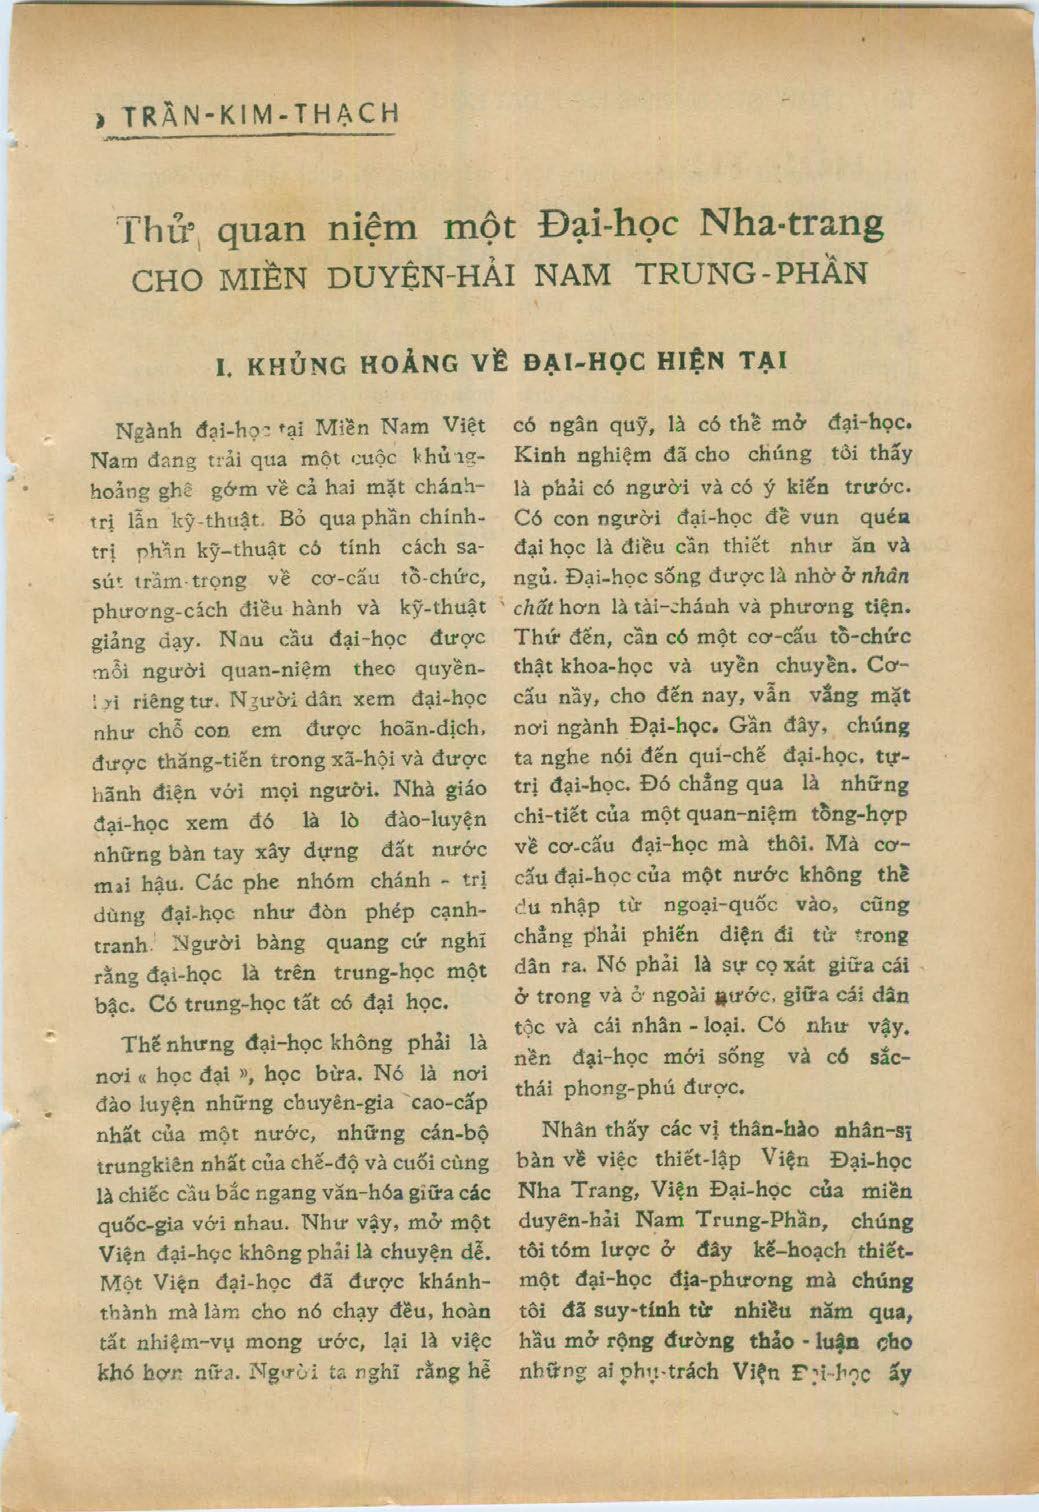 TRẦN-KIM-THẠCH
Thử quan niệm một Đại-học Nha-trang
CHO MIỀN DUYÊN-HẢI NAM TRUNG-PHẦN
I. KHỦNG HOẢNG VỀ ĐẠI-HỌC HIỆN TẠI
Ngành đại-học tại Miền Nam Việt
Nam đang trải qua một cuộc khủng-
hoảng ghê gớm về cả hai mặt chánh-
trị lẫn kỹ-thuật. Bỏ qua phần chính-
trị phần kỹ-thuật có tính cách sa-
sút trầm-trọng về cơ-cấu tồ-chức,
phương-cách điều hành và kỹ-thuật
giảng dạy. Nhu cầu đại-học được
mỗi người quan-niệm theo quyền-
lợi riêng tư. Người dân xem đại-học
như chỗ con em được hoãn-dịch,
được thăng-tiến trong xã-hội và được
hãnh điện với mọi người. Nhà giáo
đại-học xem đó là lò đào-luyện
những bàn tay xây dựng đất nước
mai hậu. Các phe nhóm chánh - trị
dùng đại-học như đòn phép cạnh-
tranh. Người bàng quang cứ nghĩ
rằng đại-học là trên trung-học một
bậc. Có trung-học tất có đại học.
Thế nhưng đại-học không phải là
nơi « học đại », học bừa. Nó là nơi
đào luyện những chuyên-gia cao-cấp
nhất của một nước, những cán-bộ
trungkiên nhất của chế-độ và cuối cùng
là chiếc cầu bắc ngang văn-hóa giữa các
quốc-gia với nhau. Như vậy, mở một
Viện đại-học không phải là chuyện dễ.
Một Viện đại-học đã được khánh-
thành mà làm cho nó chạy đều, hoàn
tất nhiệm-vụ mong ước, lại là việc
khó hơn nữa. Người ta nghĩ rằng hễ
có ngân quỹ, là có thề mở đại-học.
Kinh nghiệm đã cho chúng tôi thấy
là phải có người và có ý kiến trước.
Có con người đại-học đề vun quén
đại học là điều cần thiết như ăn và
ngủ. Đại-học sống được là nhờ ở nhân
chất hơn là tài-chánh và phương tiện.
Thứ đến, cần có một cơ-cấu tồ-chức
thật khoa-học và uyền chuyền. Cơ-
cấu nầy, cho đến nay, vẫn vắng mặt
nơi ngành Đại-học. Gần đây, chúng
ta nghe nói đến qui-chế đại-học, tự-
trị đại-học. Đó chẳng qua là những
chi-tiết của một quan-niệm tồng-hợp
về cơ-cấu đại-học mà thôi. Mà cơ-
cấu đại-học của một nước không thề
du nhập từ ngoại-quốc vào, cũng
chẳng phải phiến diện đi từ trong
dân ra. Nó phải là sự cọ xát giữa cái
ở trong và ở ngoài nước, giữa cái dân
tộc và cái nhân - loại. Có như vậy,
nền đại-học mới sống và có sắc-
thái phong-phú được.
Nhân thấy các vị thân-hào nhân-sĩ
bàn về việc thiết-lập Viện Đại-học
Nha Trang, Viện Đại-học của miền
duyên-hải Nam Trung-Phần, chúng
tôi tóm lược ở đây kế-hoạch thiết-
một đại-học địa-phương mà chúng
tôi đã suy-tính từ nhiều năm qua,
hầu mở rộng đường thảo - luận cho
những ai phụ-trách Viện Đại-học ấy